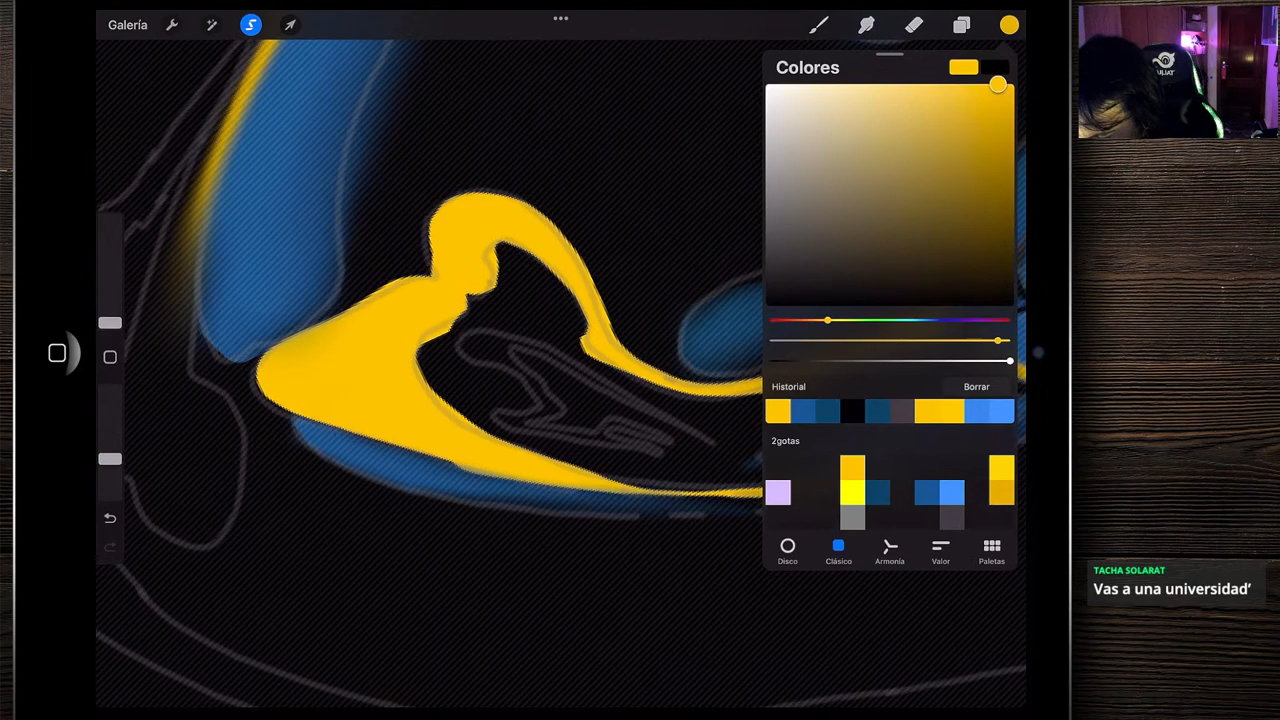 Galería
Colores
Historial
Borrar
2gotas
Disco
Clásico
Armonía
Valor
Paletas
TACHA SOLARAT
Vas a una universidad'